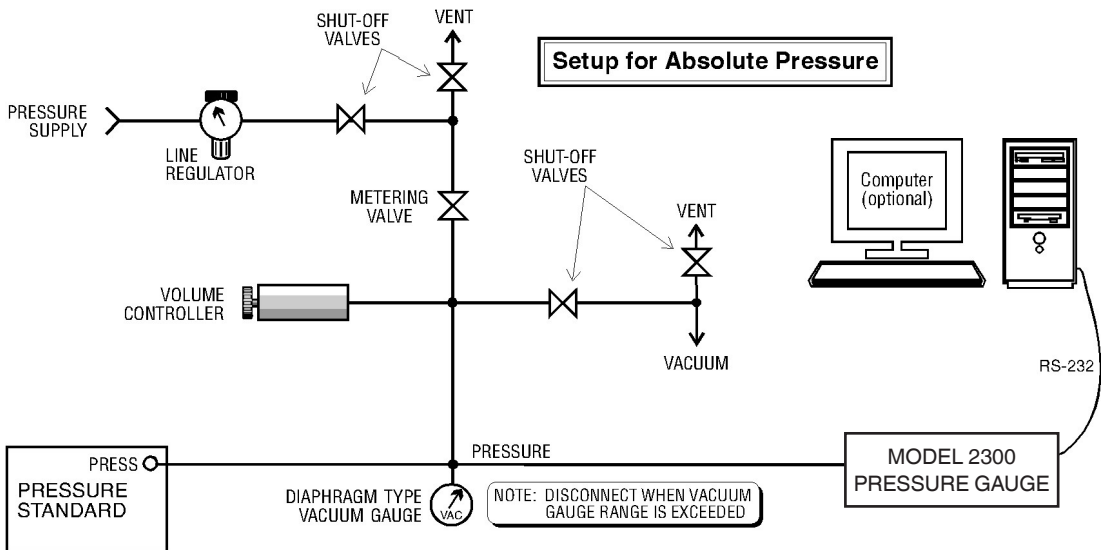 SHUT-OFF
VALVES
VENT
Setup for Absolute Pressure
PRESSURE
SUPPLY
LINE
REGULATOR
METERING
VALVE
SHUT-OFF
VALVES
VENT
Computer
(optional)
VOLUME
CONTROLLER
VACUUM
RS-232
PRESS
PRESSURE
STANDARD
PRESSURE
DIAPHRAGM TYPE
VACUUM GAUGE
VAC
NOTE: DISCONNECT WHEN VACUUM
GAUGE RANGE IS EXCEEDED
MODEL 2300
PRESSURE GAUGE